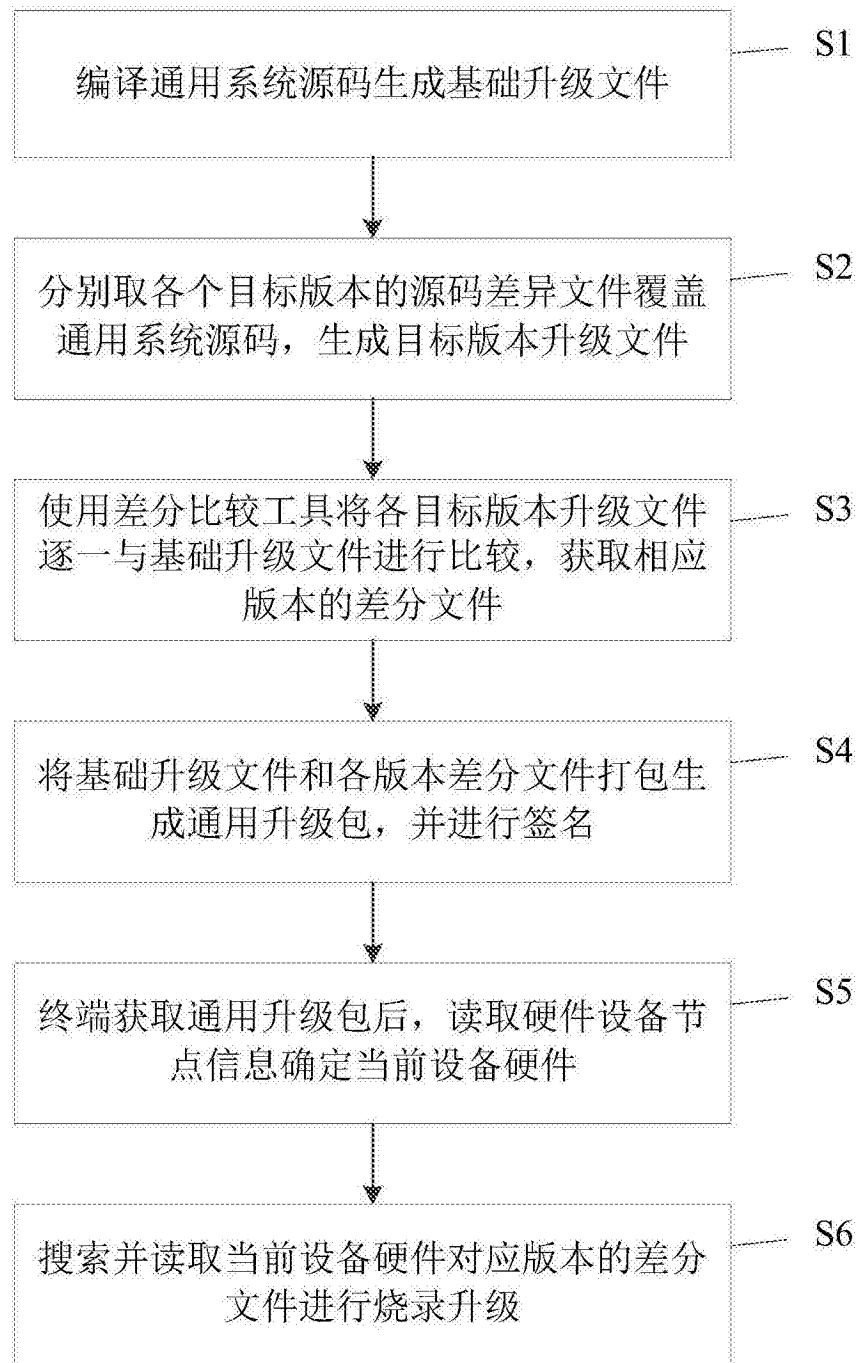 编译通用系统源码生成基础升级文件
S1
分别取各个目标版本的源码差异文件覆盖
通用系统源码，生成目标版本升级文件
S2
使用差分比较工具将各目标版本升级文件
逐一与基础升级文件进行比较，获取相应
版本的差分文件
S3
将基础升级文件和各版本差分文件打包生
成通用升级包，并进行签名
S4
终端获取通用升级包后，读取硬件设备节
点信息确定当前设备硬件
S5
搜索并读取当前设备硬件对应版本的差分
文件进行烧录升级
S6